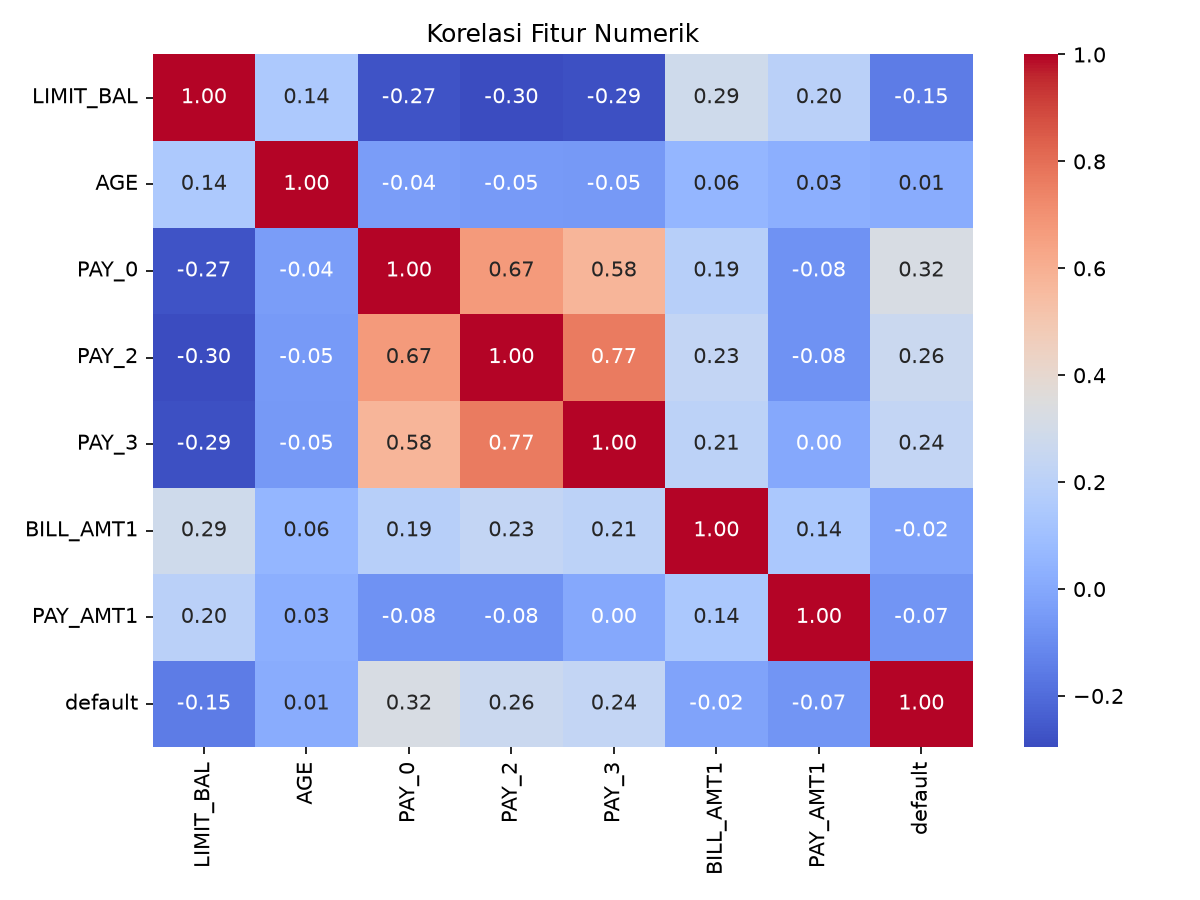 Korelasi Fitur Numerik
LIMIT_BAL 1.00 0.14 -0.27 -0.30 -0.29 0.29 0.20 -0.15
AGE 0.14 1.00 -0.04 -0.05 -0.05 0.06 0.03 0.01
PAY_0 -0.27 -0.04 1.00 0.67 0.58 0.19 -0.08 0.32
PAY_2 -0.30 -0.05 0.67 1.00 0.77 0.23 -0.08 0.26
PAY_3 -0.29 -0.05 0.58 0.77 1.00 0.21 0.00 0.24
BILL_AMT1 0.29 0.06 0.19 0.23 0.21 1.00 0.14 -0.02
PAY_AMT1 0.20 0.03 -0.08 -0.08 0.00 0.14 1.00 -0.07
default -0.15 0.01 0.32 0.26 0.24 -0.02 -0.07 1.00
LIMIT_BAL AGE PAY_0 PAY_2 PAY_3 BILL_AMT1 PAY_AMT1 default
1.0
0.8
0.6
0.4
0.2
0.0
−0.2